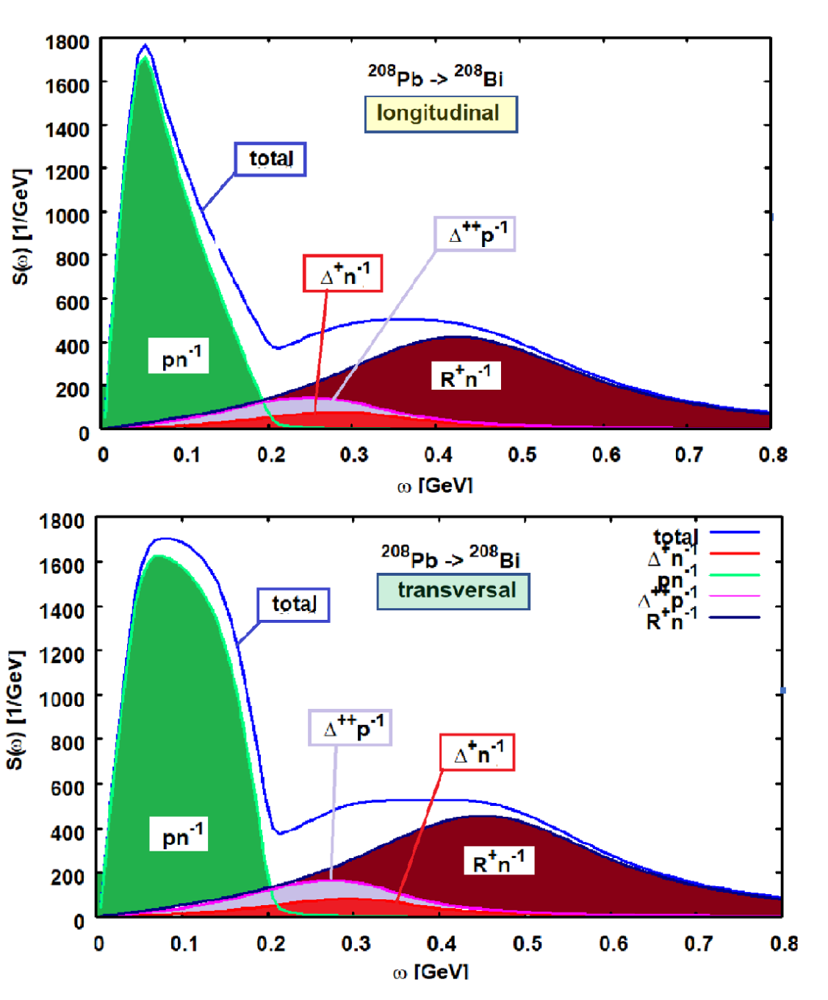 1800
1600
1400
1200
1000
800
600
400
200
0
S(ω) [1/GeV]
²⁰⁸Pb -> ²⁰⁸Bi
longitudinal
total
Δ⁺⁺p⁻¹
Δ⁺n⁻¹
pn⁻¹
R⁺n⁻¹
0 0.1 0.2 0.3 0.4 0.5 0.6 0.7 0.8
ω [GeV]
1800
1600
1400
1200
1000
800
600
400
200
0
S(ω) [1/GeV]
²⁰⁸Pb -> ²⁰⁸Bi
transversal
total
Δ⁺n⁻¹
pn⁻¹
Δ⁺⁺p⁻¹
R⁺n⁻¹
total
Δ⁺⁺p⁻¹
Δ⁺n⁻¹
pn⁻¹
R⁺n⁻¹
0 0.1 0.2 0.3 0.4 0.5 0.6 0.7 0.8
ω [GeV]